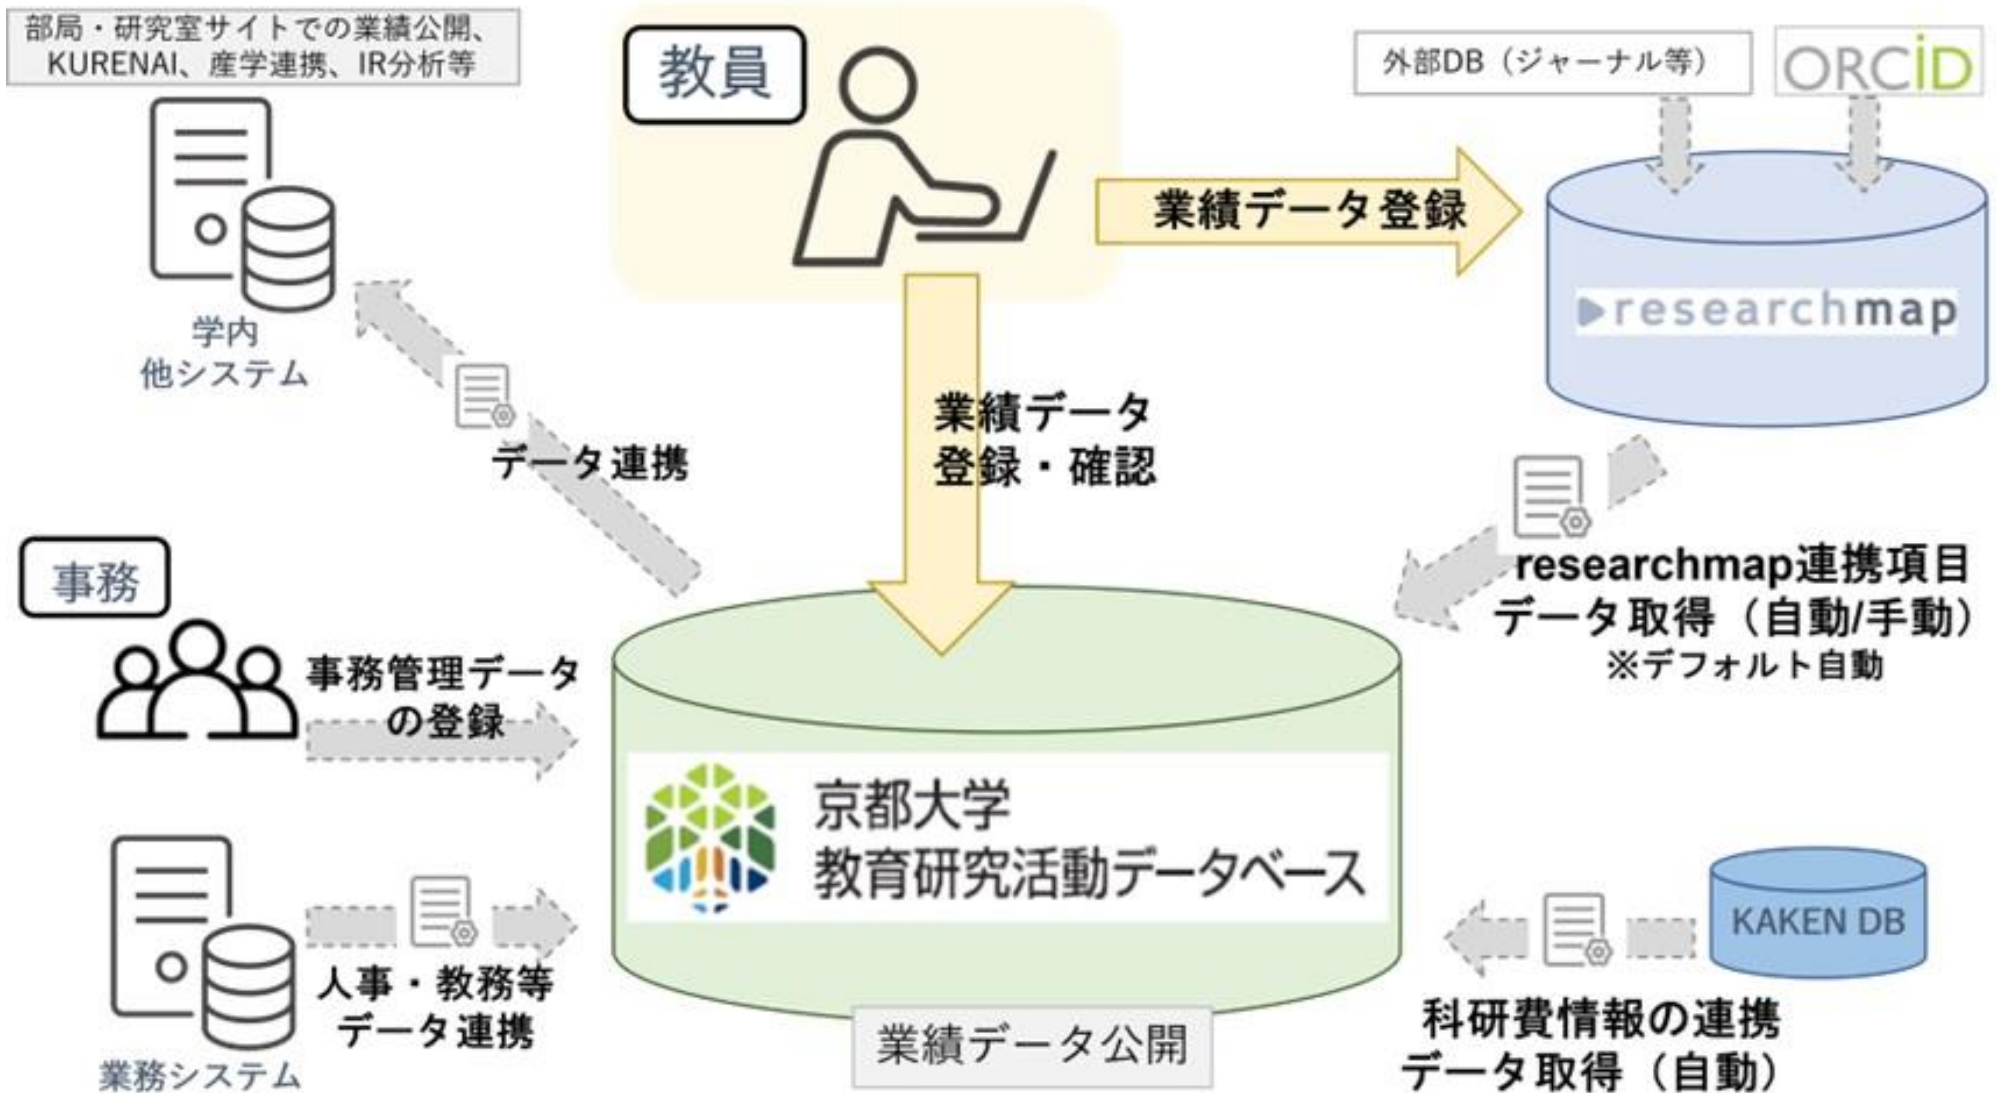 部局・研究室サイトでの業績公開、
KURENAI、産学連携、IR分析等
学内
他システム
教員
業績データ登録
外部DB（ジャーナル等）
ORCiD
researchmap
データ連携
業績データ
登録・確認
researchmap連携項目
データ取得（自動/手動）
※デフォルト自動
事務
事務管理データ
の登録
京都大学
教育研究活動データベース
業績データ公開
人事・教務等
データ連携
業務システム
KAKEN DB
科研費情報の連携
データ取得（自動）